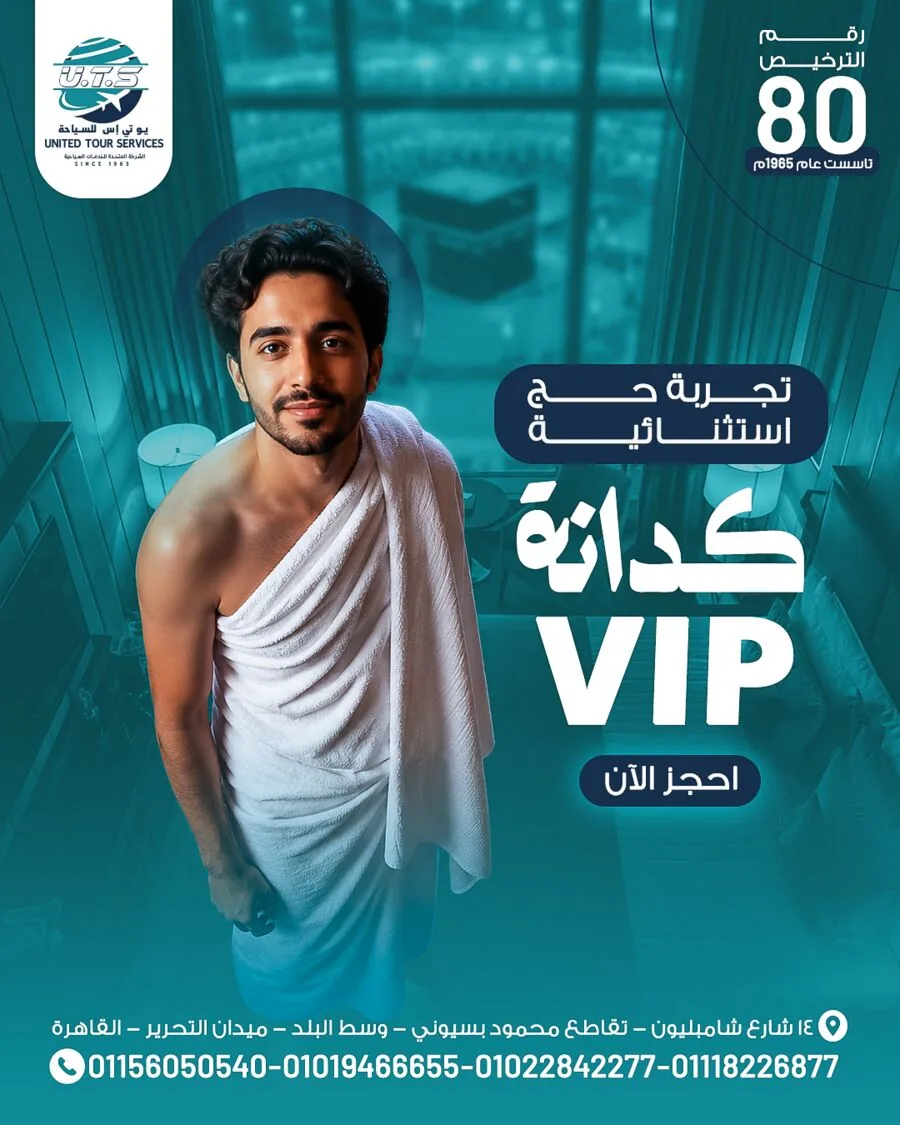 U.T.S
يو تي إس للسياحة
UNITED TOUR SERVICES
الشركة المتحدة للخدمات السياحية
SINCE 1965
رقم
الترخيص
80
تاسست عام 1965م
تجربة حج
استثنائية
كدانة
VIP
احجز الآن
١٤ شارع شامبليون – تقاطع محمود بسيوني – وسط البلد – ميدان التحرير – القاهرة
01156050540-01019466655-01022842277-01118226877